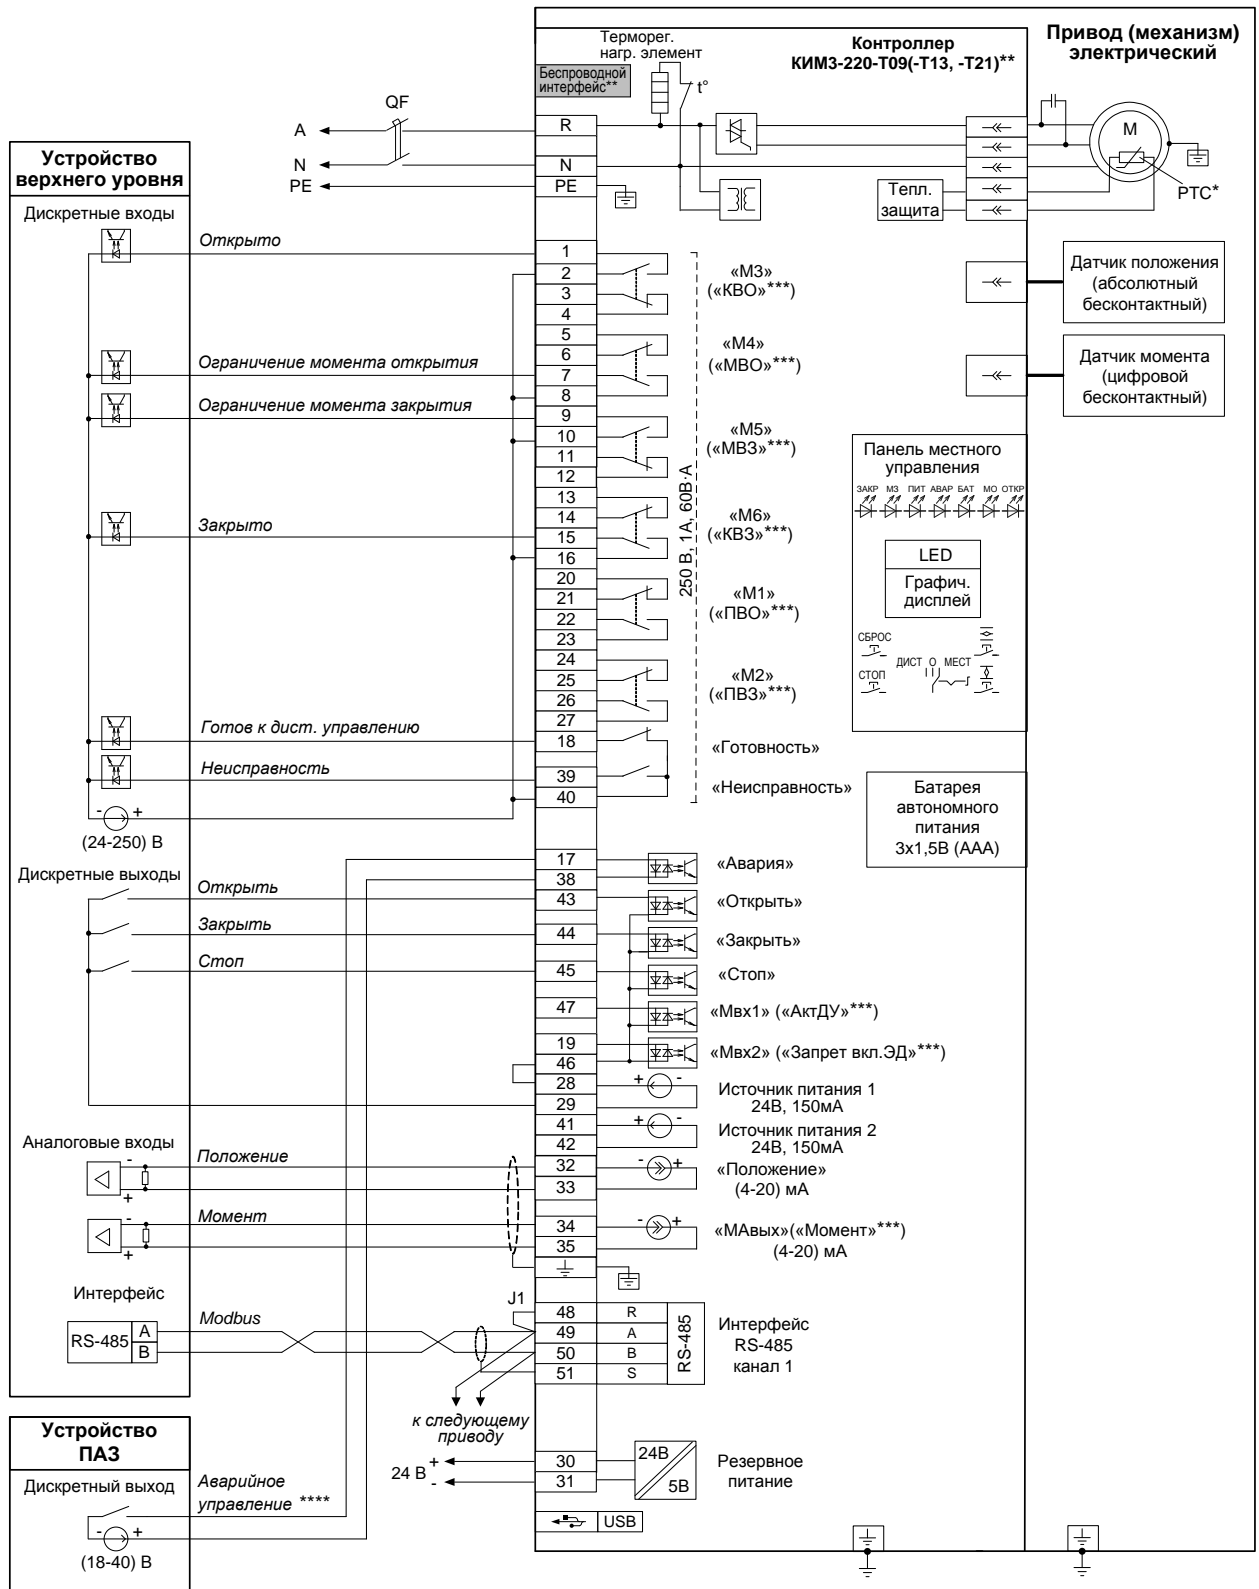 Терморег.
нагр. элемент
Контроллер
КИМ3-220-Т09(-Т13, -Т21)**
Привод (механизм)
электрический
Беспроводной
интерфейс**
t°
QF
A
R
N
N
PE
PE
M
PTC*
Тепл.
защита
Устройство
верхнего уровня
Дискретные входы
Открыто
1
2
3
4
«М3»
(«КВО»***)
Датчик положения
(абсолютный
бесконтактный)
Ограничение момента открытия
5
6
7
8
«М4»
(«МВО»***)
Датчик момента
(цифровой
бесконтактный)
Ограничение момента закрытия
9
10
11
12
«М5»
(«МВЗ»***)
Закрыто
13
14
15
16
«М6»
(«КВЗ»***)
250 В, 1А, 60В·А
Панель местного
управления
ЗАКР МЗ ПИТ АВАР БАТ МО ОТКР
LED
Графич.
дисплей
СБРОС
СТОП
ДИСТ О МЕСТ
20
21
22
23
«М1»
(«ПВО»***)
24
25
26
27
«М2»
(«ПВЗ»***)
Готов к дист. управлению
18
«Готовность»
Неисправность
39
40
«Неисправность»
- +
(24-250) В
Батарея
автономного
питания
3х1,5В (ААА)
Дискретные выходы
17
38
«Авария»
Открыть
43
«Открыть»
Закрыть
44
«Закрыть»
Стоп
45
«Стоп»
47
«Мвх1» («АктДУ»***)
19
46
«Мвх2» («Запрет вкл.ЭД»***)
28
29
+ -
Источник питания 1
24В, 150мА
41
42
+ -
Источник питания 2
24В, 150мА
Аналоговые входы
-
+
Положение
32
33
- +
«Положение»
(4-20) мА
-
+
Момент
34
35
- +
«МАвых»(«Момент»***)
(4-20) мА
Интерфейс
RS-485
A
B
Modbus
J1
48 R
49 A
50 B
51 S
RS-485
Интерфейс
RS-485
канал 1
к следующему
приводу
24 В
+
-
30
31
24В
5В
Резервное
питание
USB
Устройство
ПАЗ
Дискретный выход
Аварийное
управление ****
- +
(18-40) В